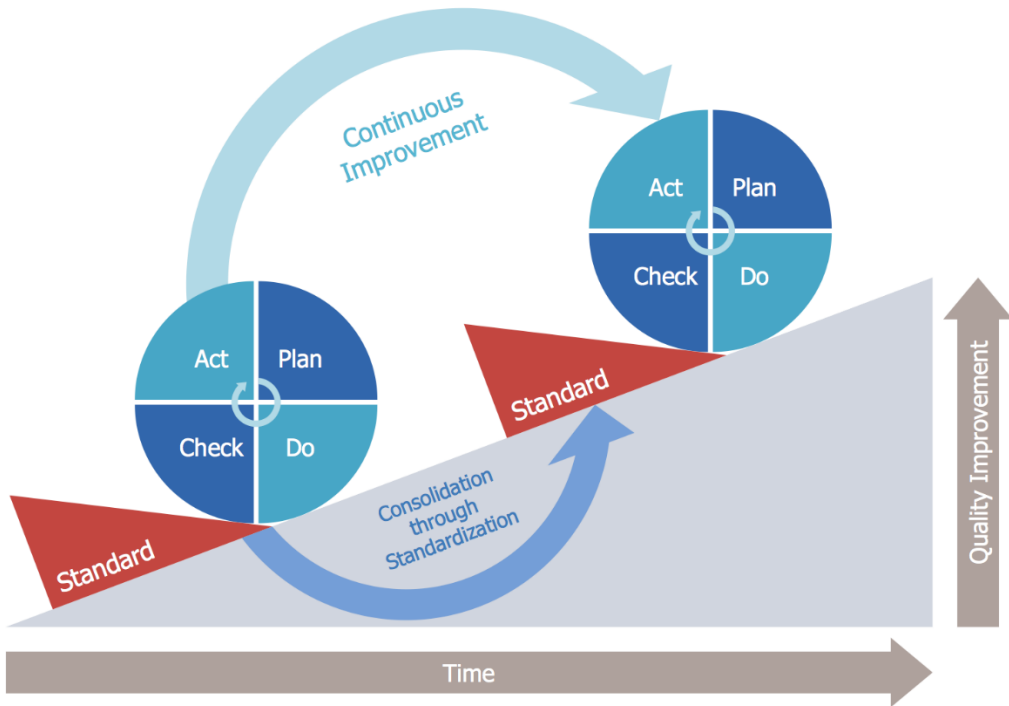 Continuous
Improvement
Act
Plan
Check
Do
Act
Plan
Check
Do
Standard
Standard
Consolidation
through
Standardization
Quality Improvement
Time